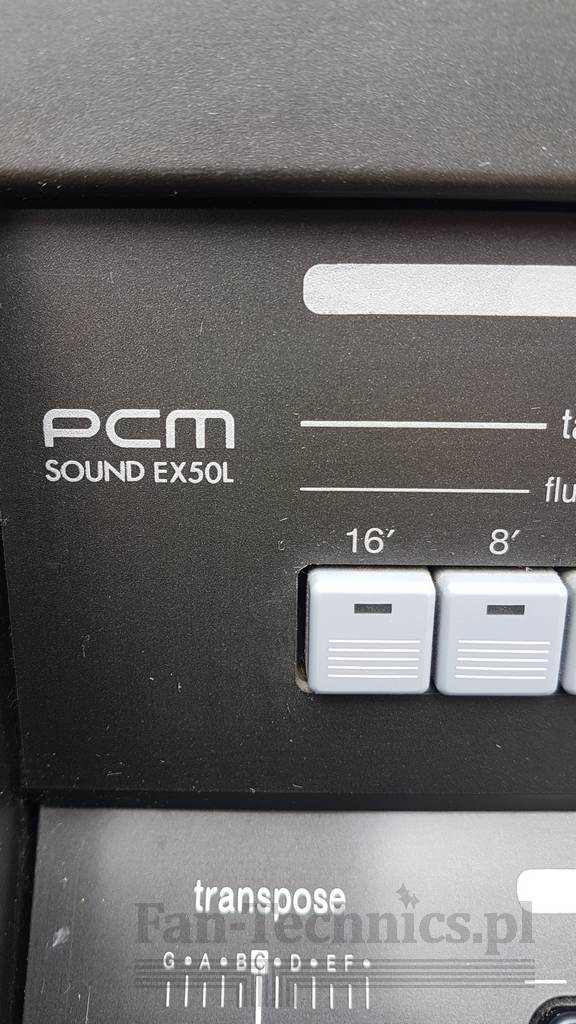 PCM
SOUND EX50L
16′ 8′
transpose
Fan-Technics.pl
G • A • B C • D • E F •